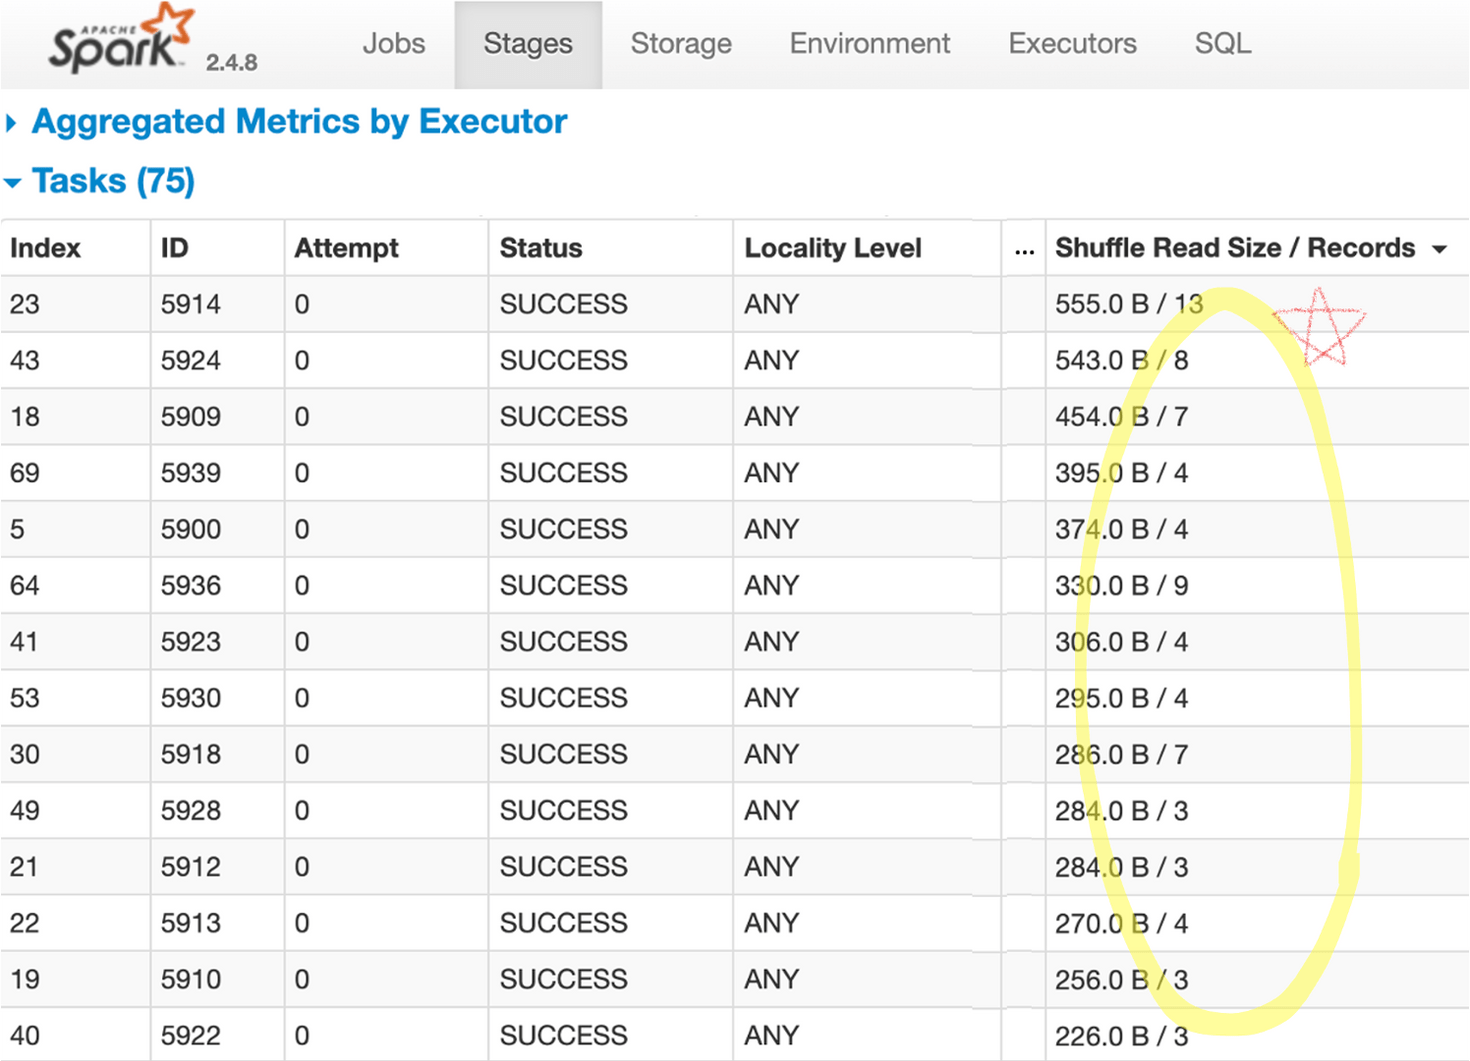 APACHE
Spark™ 2.4.8 Jobs Stages Storage Environment Executors SQL
Aggregated Metrics by Executor
Tasks (75)
Index ID Attempt Status Locality Level ... Shuffle Read Size / Records
23 5914 0 SUCCESS ANY 555.0 B / 13
43 5924 0 SUCCESS ANY 543.0 B / 8
18 5909 0 SUCCESS ANY 454.0 B / 7
69 5939 0 SUCCESS ANY 395.0 B / 4
5 5900 0 SUCCESS ANY 374.0 B / 4
64 5936 0 SUCCESS ANY 330.0 B / 9
41 5923 0 SUCCESS ANY 306.0 B / 4
53 5930 0 SUCCESS ANY 295.0 B / 4
30 5918 0 SUCCESS ANY 286.0 B / 7
49 5928 0 SUCCESS ANY 284.0 B / 3
21 5912 0 SUCCESS ANY 284.0 B / 3
22 5913 0 SUCCESS ANY 270.0 B / 4
19 5910 0 SUCCESS ANY 256.0 B / 3
40 5922 0 SUCCESS ANY 226.0 B / 3